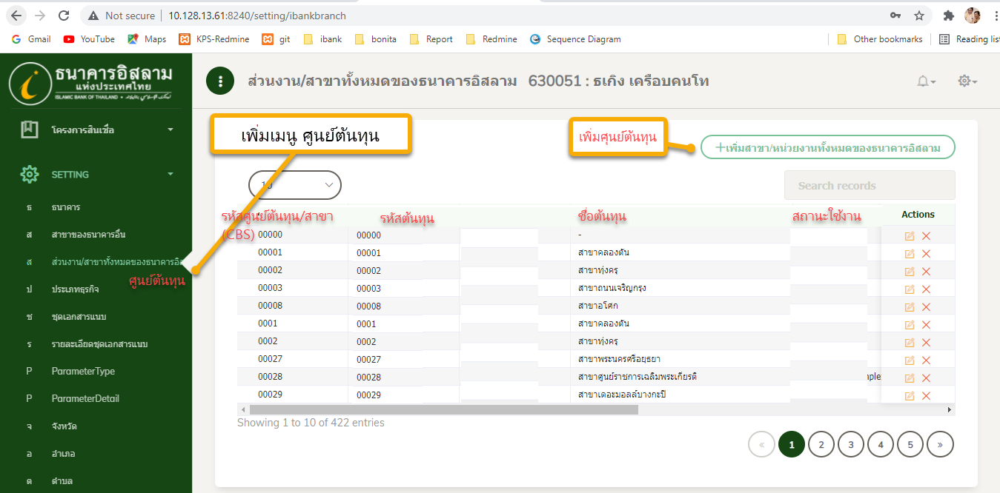 Not secure | 10.128.13.61:8240/setting/ibankbranch
Gmail YouTube Maps KPS-Redmine git ibank bonita Report Redmine Sequence Diagram Other bookmarks Reading list
ธนาคารอิสลาม
แห่งประเทศไทย
ISLAMIC BANK OF THAILAND
ส่วนงาน/สาขาทั้งหมดของธนาคารอิสลาม 630051 : ธเกิง เครือบคนโท
โครงการสินเชื่อ
SETTING
ธ ธนาคาร
ส สาขาของธนาคารอื่น
ส ส่วนงาน/สาขาทั้งหมดของธนาคารอิส
ศูนย์ต้นทุน
ป ประเภทธุรกิจ
ช ชุดเอกสารแนบ
ร รายละเอียดชุดเอกสารแนบ
P ParameterType
P ParameterDetail
จ จังหวัด
อ อำเภอ
ต ตำบล
เพิ่มเมนู ศูนย์ต้นทุน
เพิ่มศูนย์ต้นทุน
+เพิ่มสาขา/หน่วยงานทั้งหมดของธนาคารอิสลาม
10
Search records
รหัสศูนย์ต้นทุน/สาขา (CBS) รหัสต้นทุน ชื่อต้นทุน สถานะใช้งาน Actions
00000 00000 -
00001 00001 สาขาคลองตัน
00002 00002 สาขาทุ่งครุ
00003 00003 สาขาถนนเจริญกรุง
00008 00008 สาขาอโศก
0001 0001 สาขาคลองตัน
0002 0002 สาขาทุ่งครุ
00027 00027 สาขาพระนครศรีอยุธยา
00028 00028 สาขาศูนย์ราชการเฉลิมพระเกียรติ
00029 00029 สาขาเดอะมอลล์บางกะปิ
Showing 1 to 10 of 422 entries
« 1 2 3 4 5 »